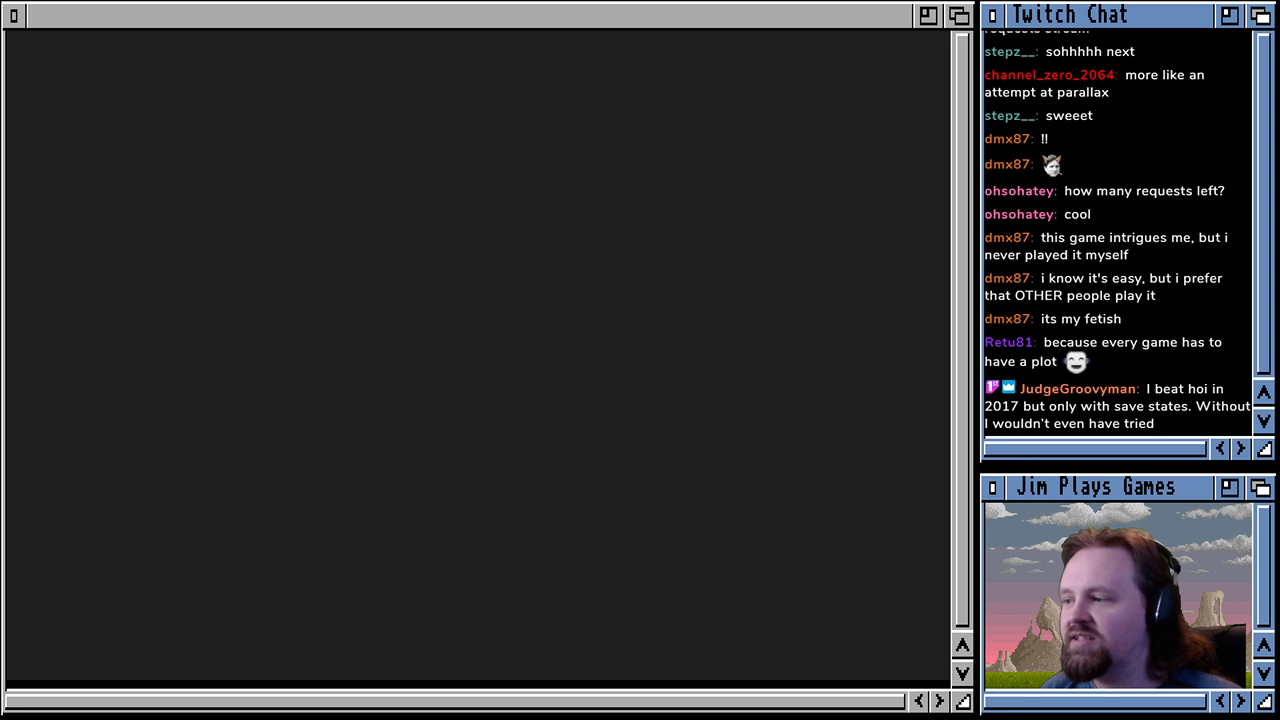 Twitch Chat
stepz__: sohhhhh next
channel_zero_2064: more like an
attempt at parallax
stepz__: sweeet
dmx87: !!
dmx87:
ohsohatey: how many requests left?
ohsohatey: cool
dmx87: this game intrigues me, but i
never played it myself
dmx87: i know it's easy, but i prefer
that OTHER people play it
dmx87: its my fetish
Retu81: because every game has to
have a plot
JudgeGroovyman: I beat hoi in
2017 but only with save states. Without
I wouldn't even have tried
Jim Plays Games